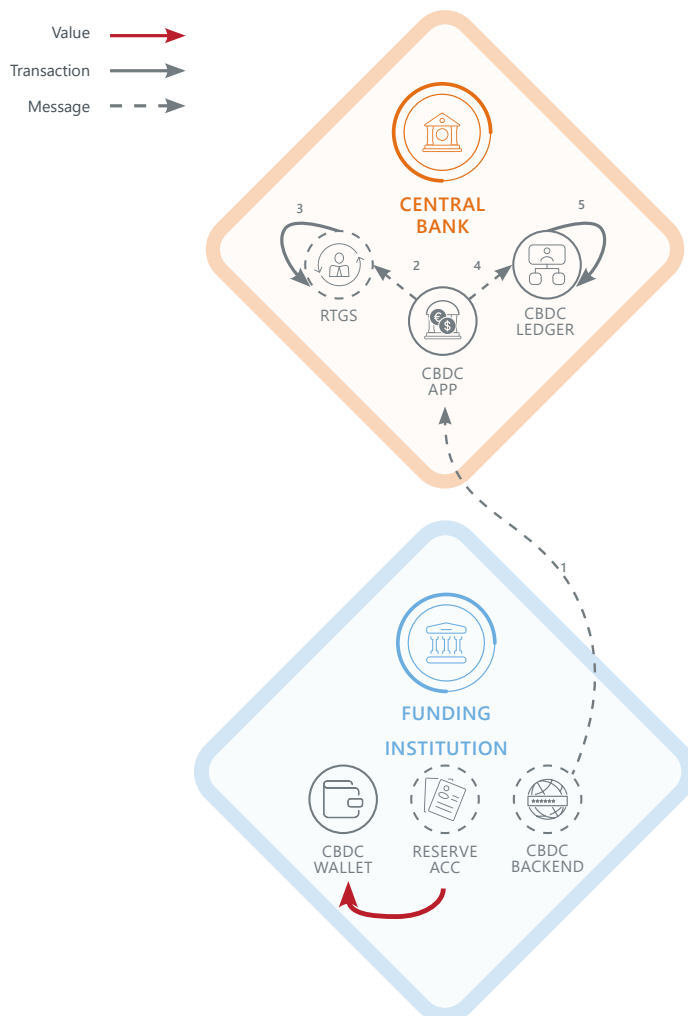 Value
Transaction
Message
CENTRAL
BANK
3
5
2
4
RTGS
CBDC
LEDGER
€
$
CBDC
APP
1
FUNDING
INSTITUTION
******
CBDC
WALLET
RESERVE
ACC
CBDC
BACKEND